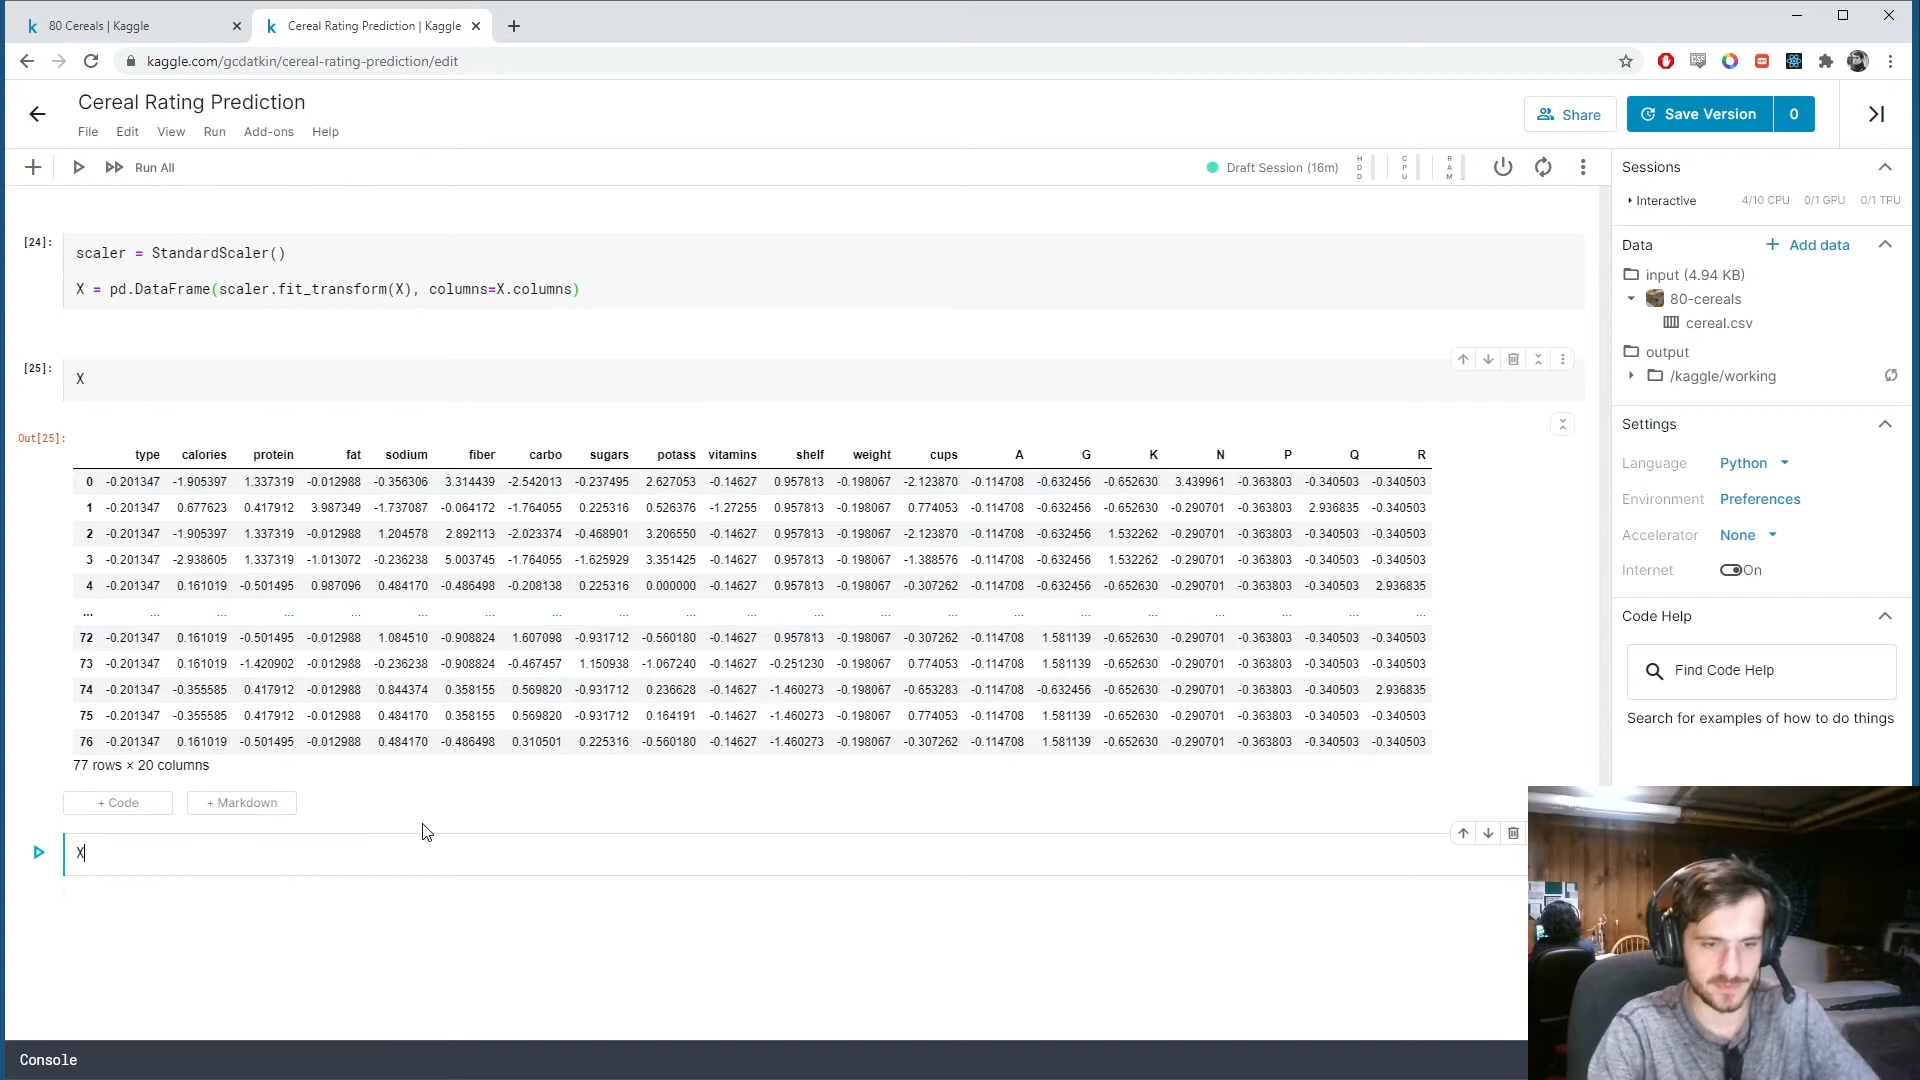 80 Cereals | Kaggle
Cereal Rating Prediction | Kaggle
kaggle.com/gcdatkin/cereal-rating-prediction/edit
Cereal Rating Prediction
File Edit View Run Add-ons Help
Share
Save Version 0
Run All
Draft Session (16m)
HDD
CPU
RAM
[24]:
scaler = StandardScaler()
X = pd.DataFrame(scaler.fit_transform(X), columns=X.columns)
[25]:
X
Out[25]:
type calories protein fat sodium fiber carbo sugars potass vitamins shelf weight cups A G K N P Q R
0 -0.201347 -1.905397 1.337319 -0.012988 -0.356306 3.314439 -2.542013 -0.237495 2.627053 -0.14627 0.957813 -0.198067 -2.123870 -0.114708 -0.632456 -0.652630 3.439961 -0.363803 -0.340503 -0.340503
1 -0.201347 0.677623 0.417912 3.987349 -1.737087 -0.064172 -1.764055 0.225316 0.526376 -1.27255 0.957813 -0.198067 0.774053 -0.114708 -0.632456 -0.652630 -0.290701 -0.363803 2.936835 -0.340503
2 -0.201347 -1.905397 1.337319 -0.012988 1.204578 2.892113 -2.023374 -0.468901 3.206550 -0.14627 0.957813 -0.198067 -2.123870 -0.114708 -0.632456 1.532262 -0.290701 -0.363803 -0.340503 -0.340503
3 -0.201347 -2.938605 1.337319 -1.013072 -0.236238 5.003745 -1.764055 -1.625929 3.351425 -0.14627 0.957813 -0.198067 -1.388576 -0.114708 -0.632456 1.532262 -0.290701 -0.363803 -0.340503 -0.340503
4 -0.201347 0.161019 -0.501495 0.987096 0.484170 -0.486498 -0.208138 0.225316 0.000000 -0.14627 0.957813 -0.198067 -0.307262 -0.114708 -0.632456 -0.652630 -0.290701 -0.363803 -0.340503 2.936835
... ... ... ... ... ... ... ... ... ... ... ... ... ... ... ... ... ... ... ... ...
72 -0.201347 0.161019 -0.501495 -0.012988 1.084510 -0.908824 1.607098 -0.931712 -0.560180 -0.14627 0.957813 -0.198067 -0.307262 -0.114708 1.581139 -0.652630 -0.290701 -0.363803 -0.340503 -0.340503
73 -0.201347 0.161019 -1.420902 -0.012988 -0.236238 -0.908824 -0.467457 1.150938 -1.067240 -0.14627 -0.251230 -0.198067 0.774053 -0.114708 1.581139 -0.652630 -0.290701 -0.363803 -0.340503 -0.340503
74 -0.201347 -0.355585 0.417912 -0.012988 0.844374 0.358155 0.569820 -0.931712 0.236628 -0.14627 -1.460273 -0.198067 -0.653283 -0.114708 -0.632456 -0.652630 -0.290701 -0.363803 -0.340503 2.936835
75 -0.201347 -0.355585 0.417912 -0.012988 0.484170 0.358155 0.569820 -0.931712 0.164191 -0.14627 -1.460273 -0.198067 0.774053 -0.114708 1.581139 -0.652630 -0.290701 -0.363803 -0.340503 -0.340503
76 -0.201347 0.161019 -0.501495 -0.012988 0.484170 -0.486498 0.310501 0.225316 -0.560180 -0.14627 -1.460273 -0.198067 -0.307262 -0.114708 1.581139 -0.652630 -0.290701 -0.363803 -0.340503 -0.340503
77 rows × 20 columns
+ Code + Markdown
X
Console
Sessions
Interactive 4/10 CPU 0/1 GPU 0/1 TPU
Data + Add data
input (4.94 KB)
80-cereals
cereal.csv
output
/kaggle/working
Settings
Language Python
Environment Preferences
Accelerator None
Internet On
Code Help
Find Code Help
Search for examples of how to do things